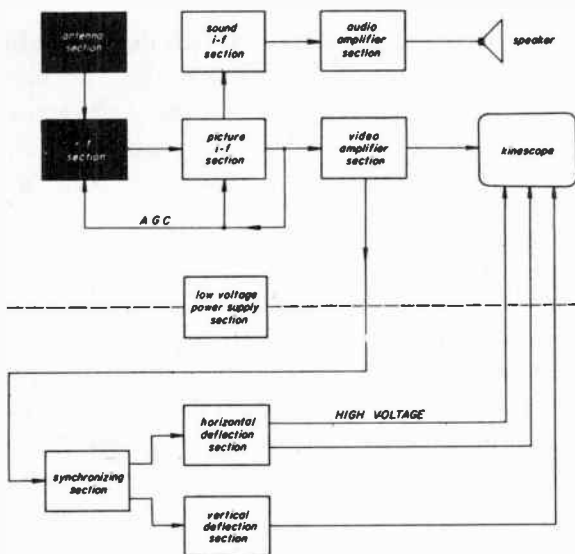 antenna
section
sound
i-f
section
audio
amplifier
section
speaker
section
picture
i-f
section
video
amplifier
section
kinescope
AGC
low voltage
power supply
section
HIGH VOLTAGE
horizontal
deflection
section
synchronizing
section
vertical
deflection
section